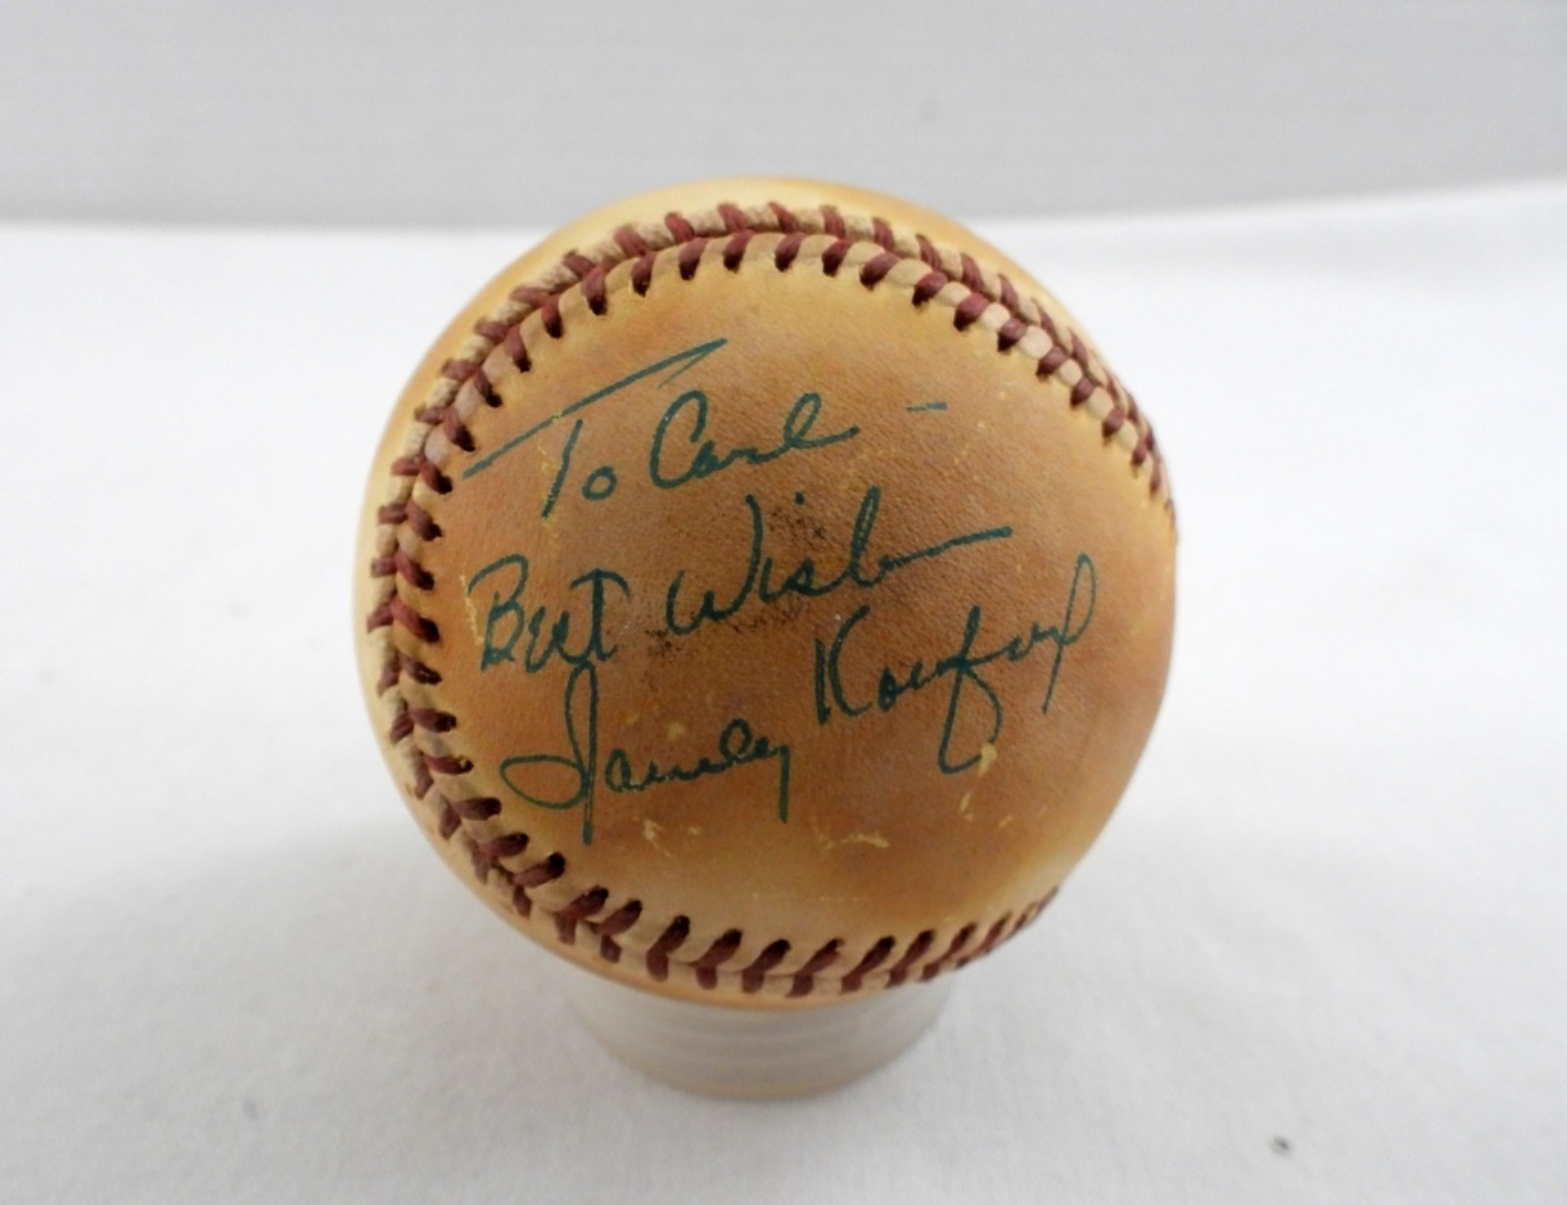 To Carl -
Best Wishes
Sandy Koufax